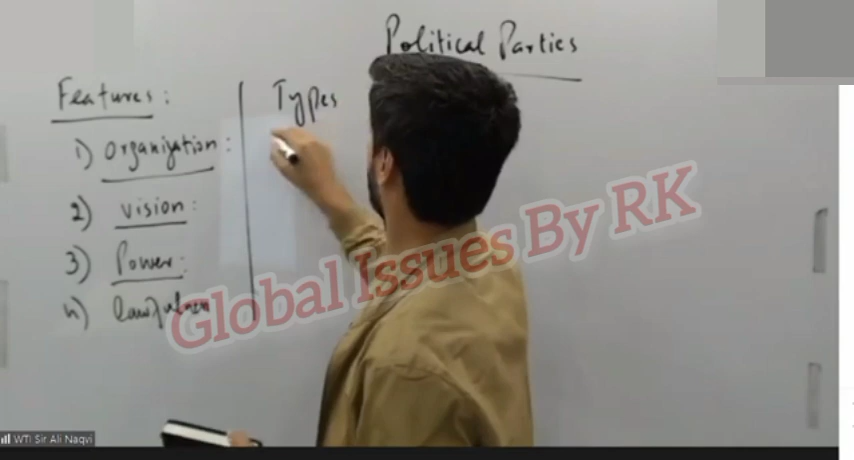 Political Parties
Features:
1) Organization:
2) Vision:
3) Power:
4) lawfulness
Types
Global Issues By RK
WTI Sir Ali Naqvi